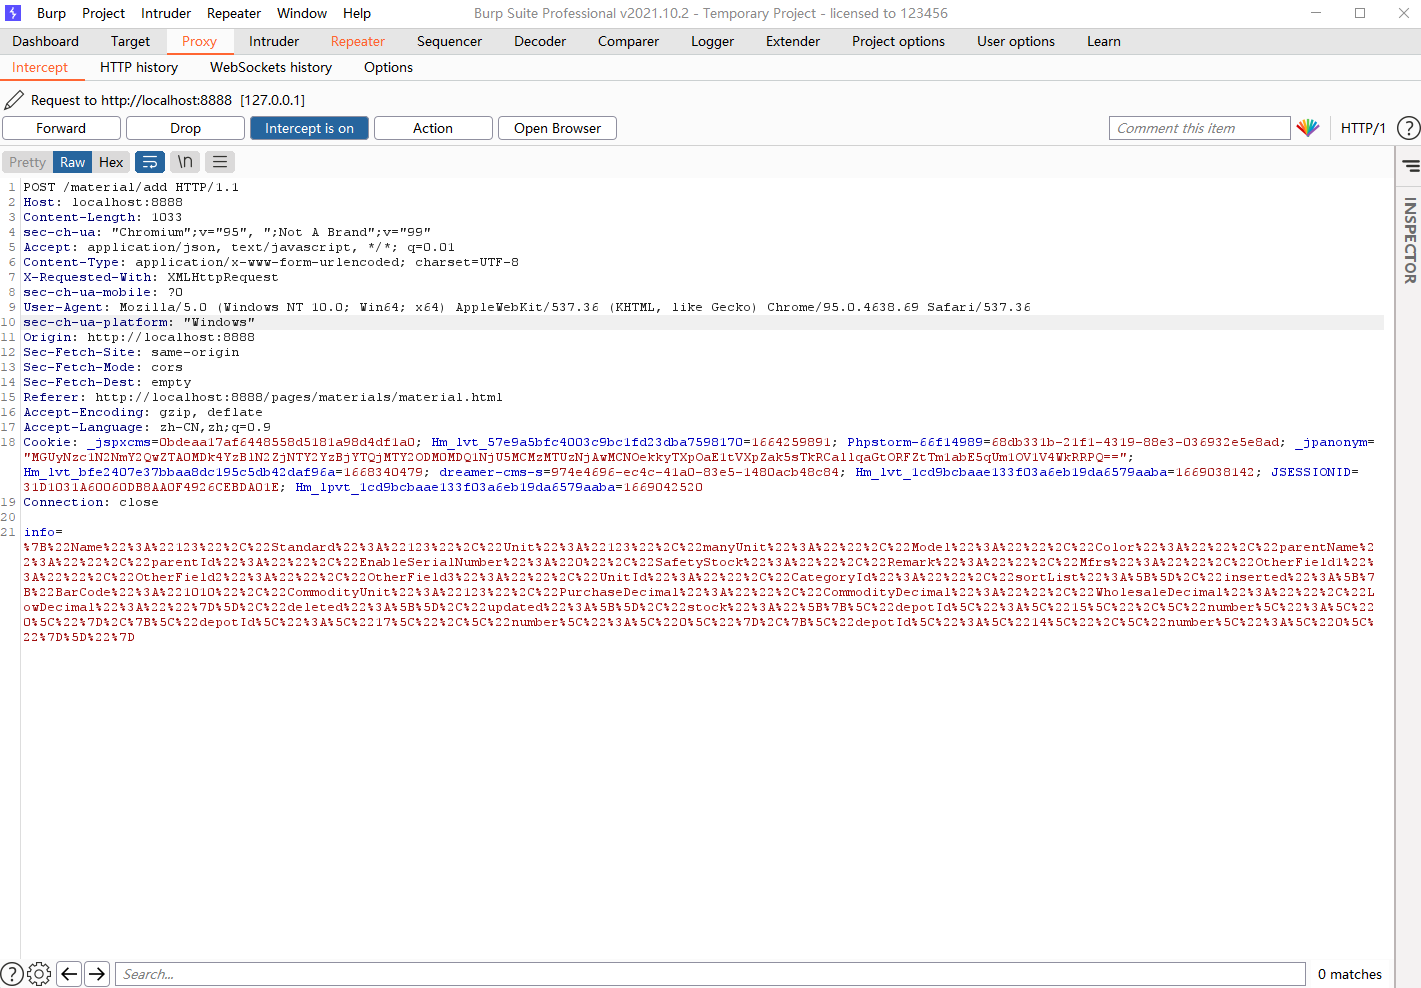 Burp Project Intruder Repeater Window Help Burp Suite Professional v2021.10.2 - Temporary Project - licensed to 123456
Dashboard Target Proxy Intruder Repeater Sequencer Decoder Comparer Logger Extender Project options User options Learn
Intercept HTTP history WebSockets history Options
Request to http://localhost:8888 [127.0.0.1]
Forward Drop Intercept is on Action Open Browser Comment this item HTTP/1 ?
Pretty Raw Hex \n
INSPECTOR
1 POST /material/add HTTP/1.1
2 Host: localhost:8888
3 Content-Length: 1033
4 sec-ch-ua: "Chromium";v="95", ";Not A Brand";v="99"
5 Accept: application/json, text/javascript, */*; q=0.01
6 Content-Type: application/x-www-form-urlencoded; charset=UTF-8
7 X-Requested-With: XMLHttpRequest
8 sec-ch-ua-mobile: ?0
9 User-Agent: Mozilla/5.0 (Windows NT 10.0; Win64; x64) AppleWebKit/537.36 (KHTML, like Gecko) Chrome/95.0.4638.69 Safari/537.36
10 sec-ch-ua-platform: "Windows"
11 Origin: http://localhost:8888
12 Sec-Fetch-Site: same-origin
13 Sec-Fetch-Mode: cors
14 Sec-Fetch-Dest: empty
15 Referer: http://localhost:8888/pages/materials/material.html
16 Accept-Encoding: gzip, deflate
17 Accept-Language: zh-CN,zh;q=0.9
18 Cookie: _jspxcms=0bdeaa17af6448558d5181a98d4df1a0; Hm_lvt_57e9a5bfc4003c9bc1fd23dba7598170=1664259891; Phpstorm-66f14989=68db331b-21f1-4319-88e3-036932e5e8ad; _jpanonym=
"MGUyNzc1N2NmY2QwZTA0MDk4YzBlN2ZjNTY2YzBjYTQjMTY2ODM0MDQ1NjU5MCMzMTUzNjAwMCNOekkyTXpOaE1tVXpZak5sTkRCallqaGtORFZtTm1abE5qUm1OV1V4WkRRPQ==";
Hm_lvt_bfe2407e37bbaa8dc195c5db42daf96a=1668340479; dreamer-cms-s=974e4696-ec4c-41a0-83e5-1480acb48c84; Hm_lvt_1cd9bcbaae133f03a6eb19da6579aaba=1669038142; JSESSIONID=
31D1031A60060DB8AA0F4926CEBDA01E; Hm_lpvt_1cd9bcbaae133f03a6eb19da6579aaba=1669042520
19 Connection: close
20
21 info=
%7B%22Name%22%3A%22123%22%2C%22Standard%22%3A%22123%22%2C%22Unit%22%3A%22123%22%2C%22manyUnit%22%3A%22%22%2C%22Model%22%3A%22%22%2C%22Color%22%3A%22%22%2C%22parentName%2
2%3A%22%22%2C%22parentId%22%3A%22%22%2C%22EnableSerialNumber%22%3A%220%22%2C%22SafetyStock%22%3A%22%22%2C%22Remark%22%3A%22%22%2C%22Mfrs%22%3A%22%22%2C%22OtherField1%22%
3A%22%22%2C%22OtherField2%22%3A%22%22%2C%22OtherField3%22%3A%22%22%2C%22UnitId%22%3A%22%22%2C%22CategoryId%22%3A%22%22%2C%22sortList%22%3A%5B%5D%2C%22inserted%22%3A%5B%7
B%22BarCode%22%3A%221010%22%2C%22CommodityUnit%22%3A%22123%22%2C%22PurchaseDecimal%22%3A%22%22%2C%22CommodityDecimal%22%3A%22%22%2C%22WholesaleDecimal%22%3A%22%22%2C%22L
owDecimal%22%3A%22%22%7D%5D%2C%22deleted%22%3A%5B%5D%2C%22updated%22%3A%5B%5D%2C%22stock%22%3A%22%5B%7B%5C%22depotId%5C%22%3A%5C%2215%5C%22%2C%5C%22number%5C%22%3A%5C%22
0%5C%22%7D%2C%7B%5C%22depotId%5C%22%3A%5C%2217%5C%22%2C%5C%22number%5C%22%3A%5C%220%5C%22%7D%2C%7B%5C%22depotId%5C%22%3A%5C%2214%5C%22%2C%5C%22number%5C%22%3A%5C%220%5C%
22%7D%5D%22%7D
? Search... 0 matches